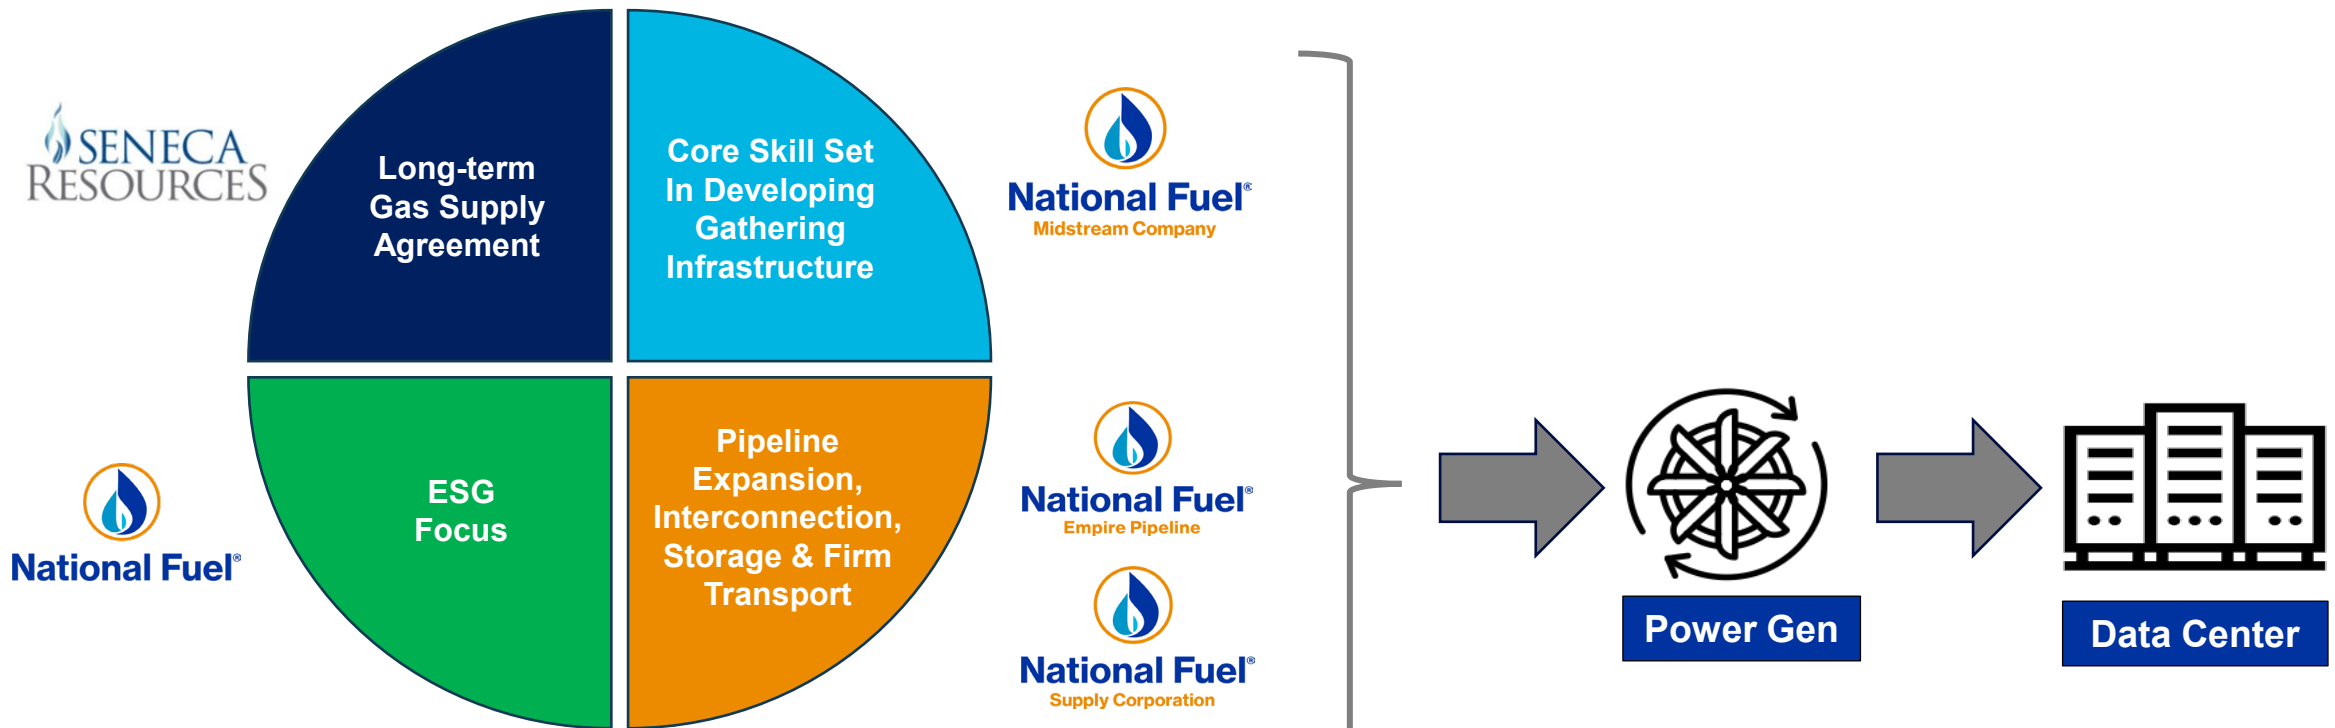 SENECA
RESOURCES
Long-term
Gas Supply
Agreement
Core Skill Set
In Developing
Gathering
Infrastructure
National Fuel®
Midstream Company
National Fuel®
ESG
Focus
Pipeline
Expansion,
Interconnection,
Storage & Firm
Transport
National Fuel®
Empire Pipeline
National Fuel®
Supply Corporation
Power Gen
Data Center